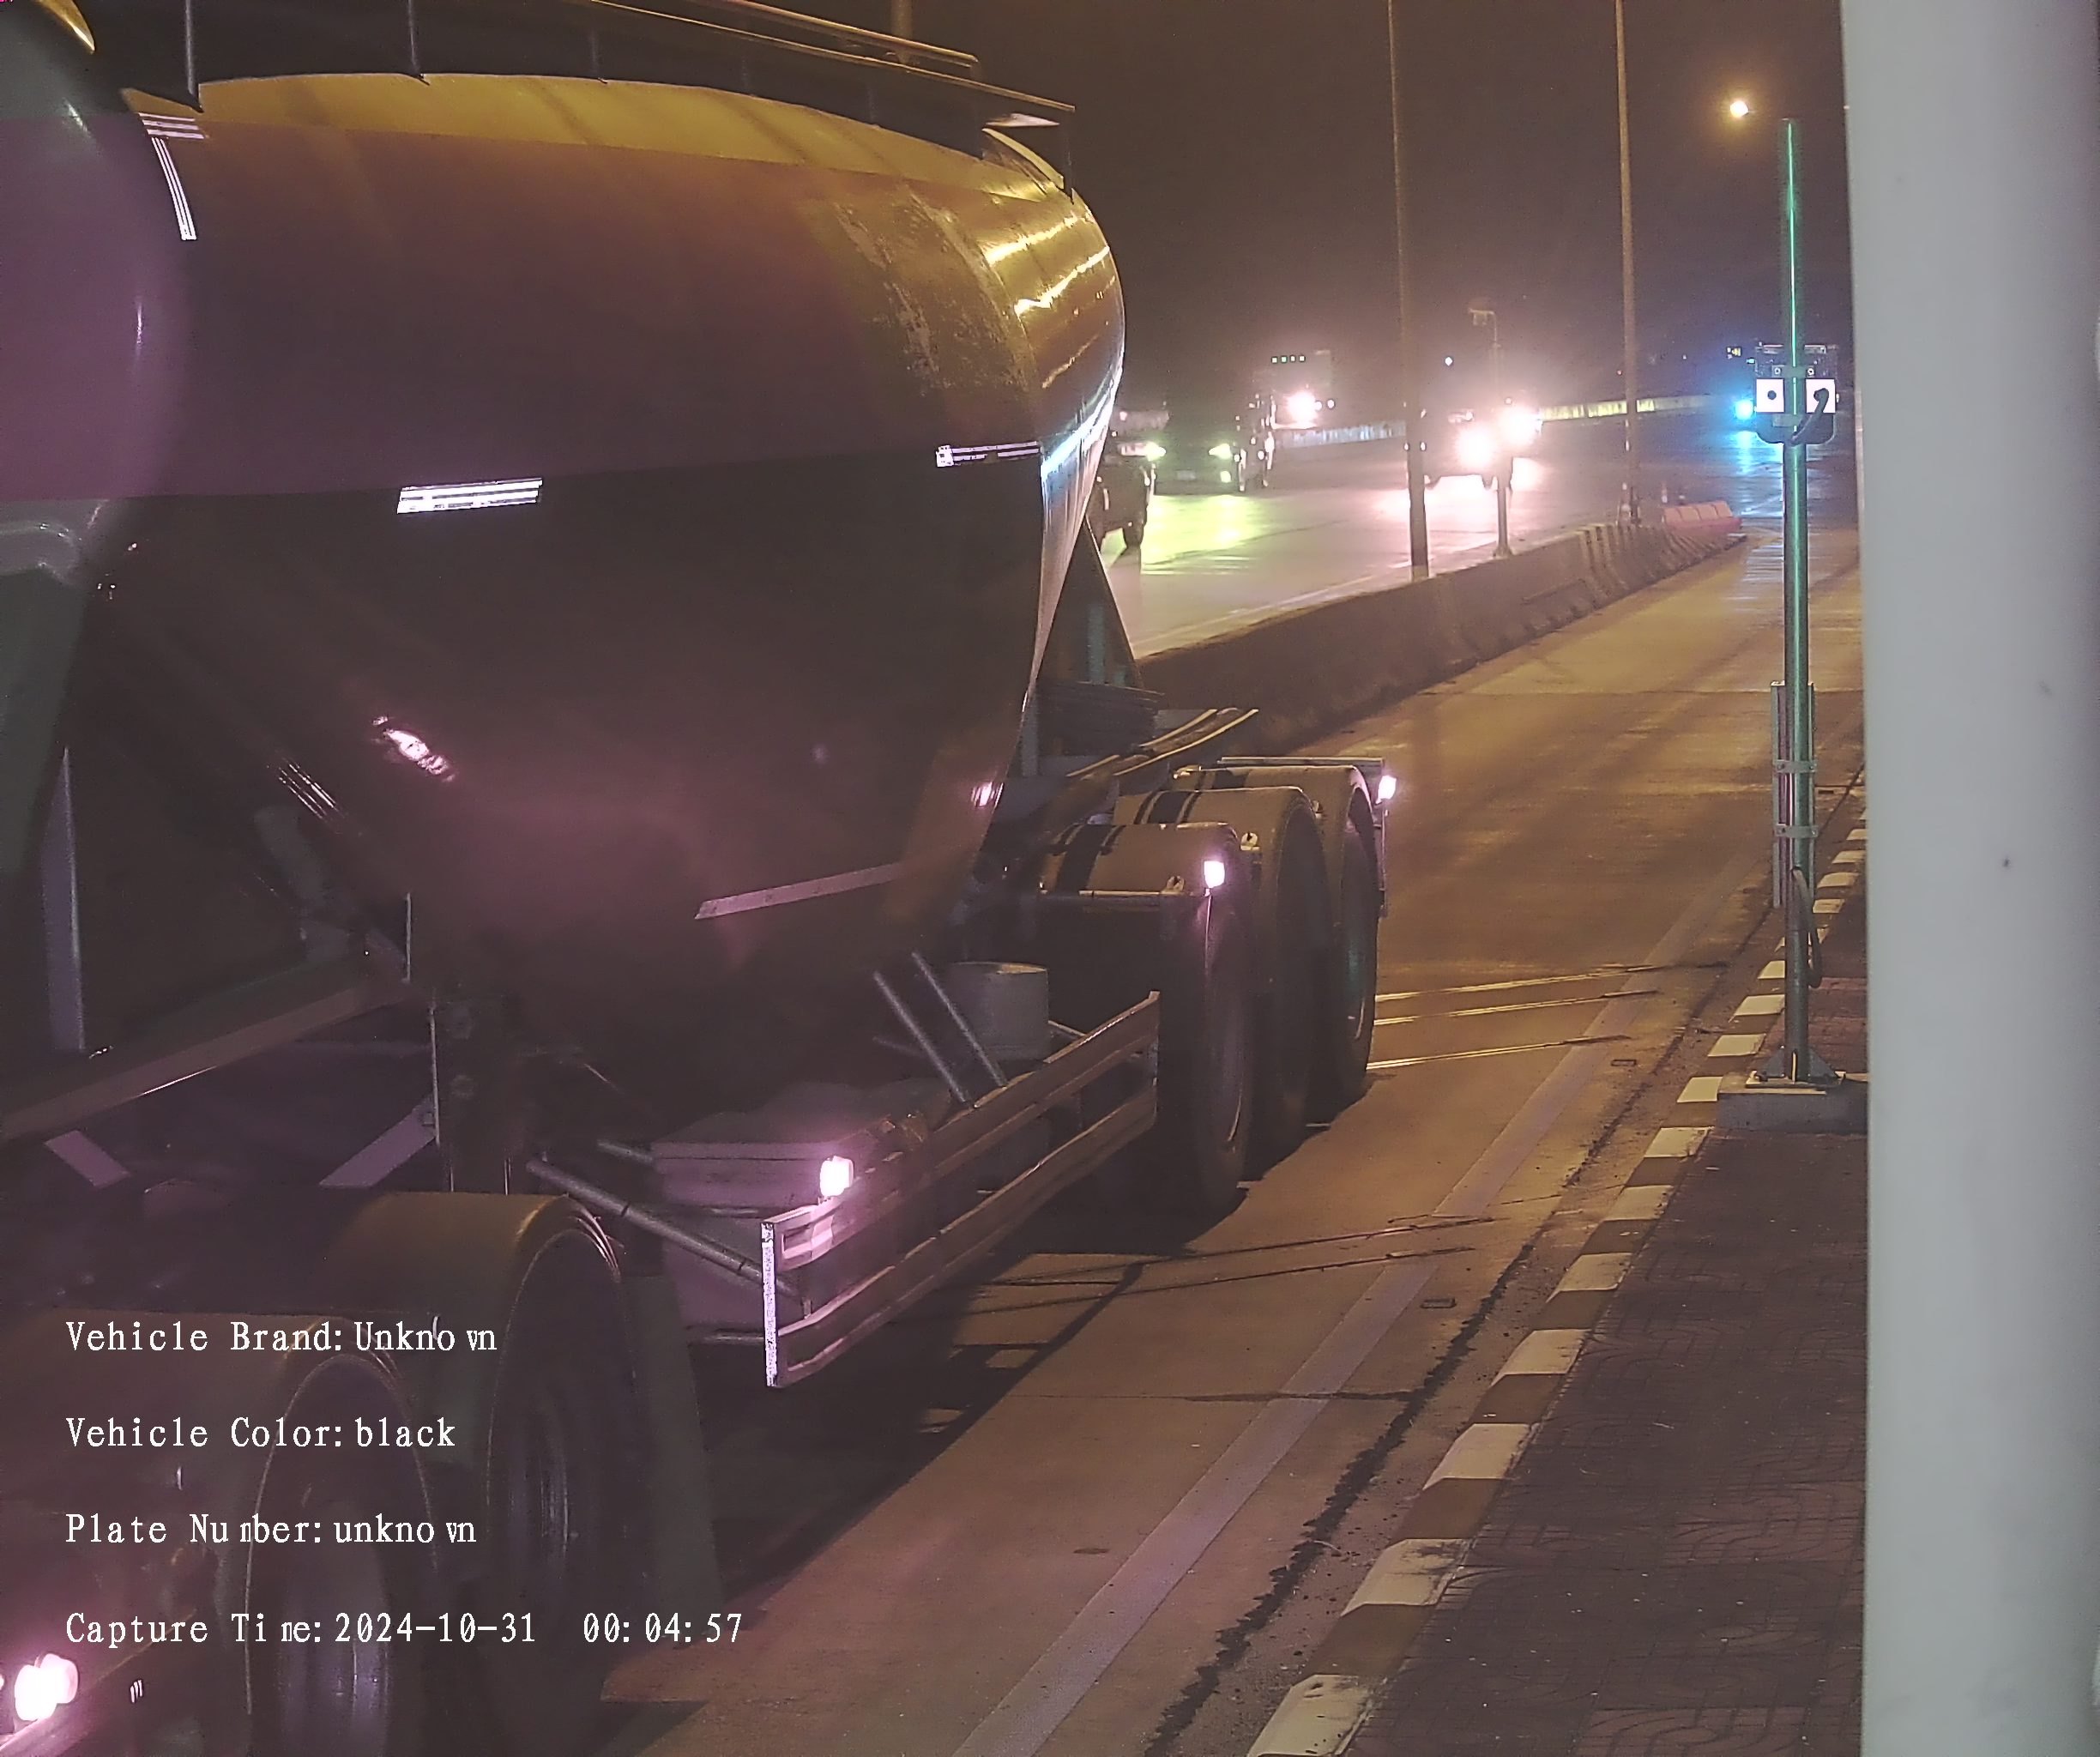 Vehicle Brand:Unknown
Vehicle Color:black
Plate Number:unknown
Capture Time:2024-10-31 00:04:57